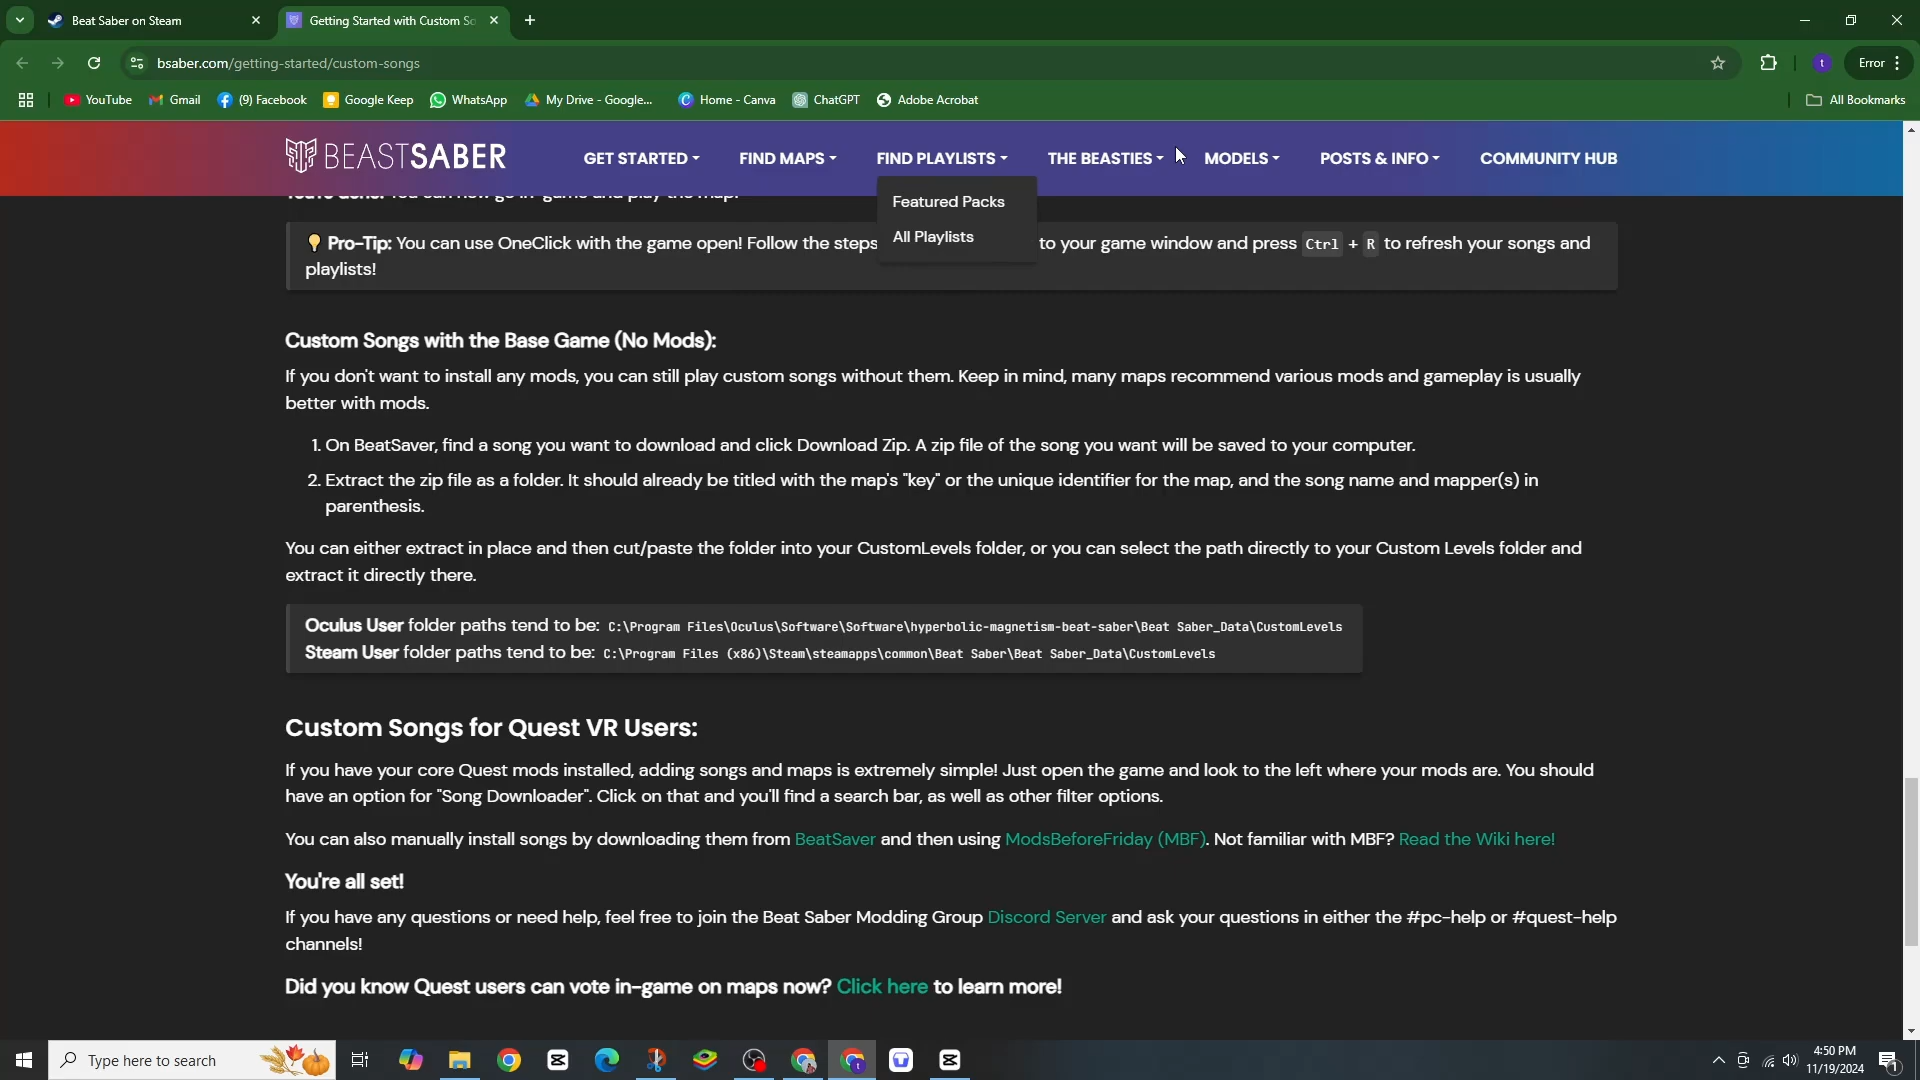 Beat Saber on Steam
Getting Started with Custom So
bsaber.com/getting-started/custom-songs
t
Error
YouTube
Gmail
(9) Facebook
Google Keep
WhatsApp
My Drive - Google...
Home - Canva
ChatGPT
Adobe Acrobat
All Bookmarks
BEASTSABER
GET STARTED
FIND MAPS
FIND PLAYLISTS
THE BEASTIES
MODELS
POSTS & INFO
COMMUNITY HUB
Featured Packs
All Playlists
You're done! You can now go in-game and play the map!
Pro-Tip: You can use OneClick with the game open! Follow the steps to your game window and press Ctrl + R to refresh your songs and
playlists!
Custom Songs with the Base Game (No Mods):
If you don't want to install any mods, you can still play custom songs without them. Keep in mind, many maps recommend various mods and gameplay is usually
better with mods.
1. On BeatSaver, find a song you want to download and click Download Zip. A zip file of the song you want will be saved to your computer.
2. Extract the zip file as a folder. It should already be titled with the map's "key" or the unique identifier for the map, and the song name and mapper(s) in
parenthesis.
You can either extract in place and then cut/paste the folder into your CustomLevels folder, or you can select the path directly to your Custom Levels folder and
extract it directly there.
Oculus User folder paths tend to be: C:\Program Files\Oculus\Software\Software\hyperbolic-magnetism-beat-saber\Beat Saber_Data\CustomLevels
Steam User folder paths tend to be: C:\Program Files (x86)\Steam\steamapps\common\Beat Saber\Beat Saber_Data\CustomLevels
Custom Songs for Quest VR Users:
If you have your core Quest mods installed, adding songs and maps is extremely simple! Just open the game and look to the left where your mods are. You should
have an option for "Song Downloader". Click on that and you'll find a search bar, as well as other filter options.
You can also manually install songs by downloading them from BeatSaver and then using ModsBeforeFriday (MBF). Not familiar with MBF? Read the Wiki here!
You're all set!
If you have any questions or need help, feel free to join the Beat Saber Modding Group Discord Server and ask your questions in either the #pc-help or #quest-help
channels!
Did you know Quest users can vote in-game on maps now? Click here to learn more!
Type here to search
4:50 PM
11/19/2024
1